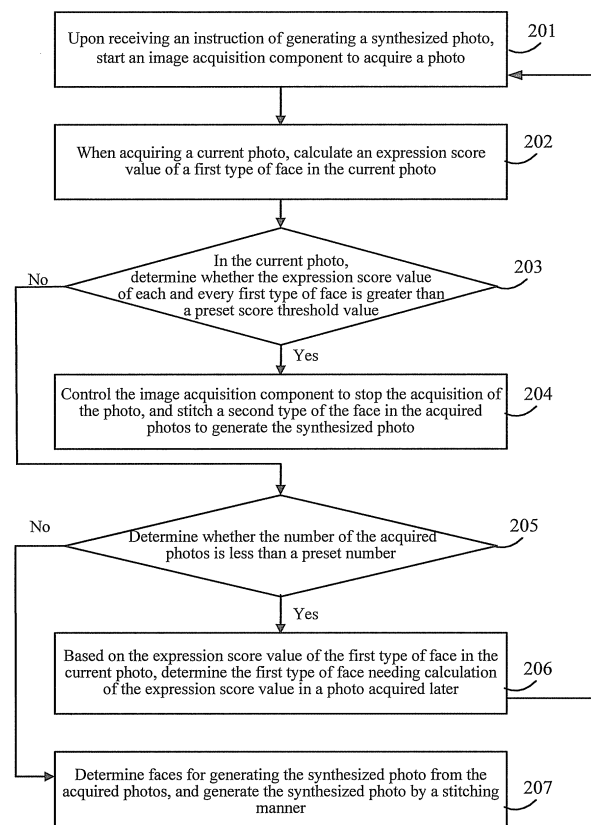 Upon receiving an instruction of generating a synthesized photo,
start an image acquisition component to acquire a photo
201
When acquiring a current photo, calculate an expression score
value of a first type of face in the current photo
202
In the current photo,
determine whether the expression score value
of each and every first type of face is greater than
a preset score threshold value
203
No
Yes
Control the image acquisition component to stop the acquisition of
the photo, and stitch a second type of the face in the acquired
photos to generate the synthesized photo
204
Determine whether the number of the acquired
photos is less than a preset number
205
No
Yes
Based on the expression score value of the first type of face in the
current photo, determine the first type of face needing calculation
of the expression score value in a photo acquired later
206
Determine faces for generating the synthesized photo from the
acquired photos, and generate the synthesized photo by a stitching
manner
207